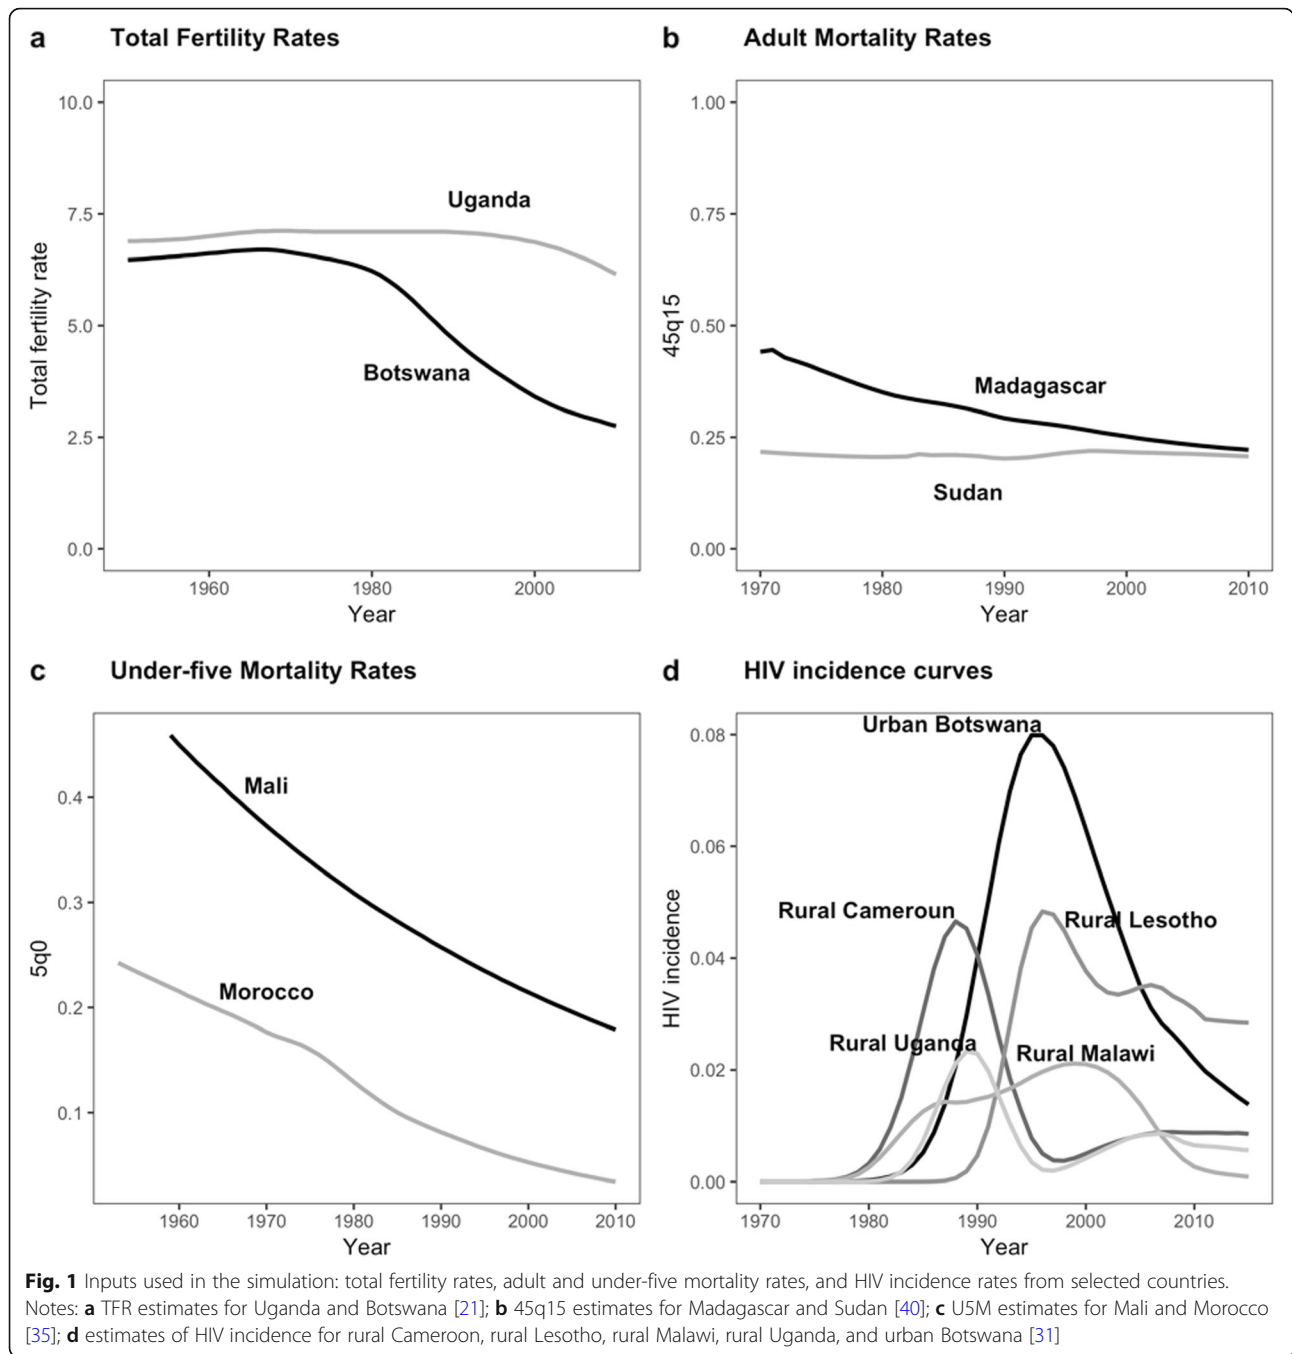 a Total Fertility Rates
10.0
7.5
5.0
2.5
0.0
Total fertility rate
Uganda
Botswana
1960 1980 2000
Year
b Adult Mortality Rates
1.00
0.75
0.50
0.25
0.00
45q15
Madagascar
Sudan
1970 1980 1990 2000 2010
Year
c Under-five Mortality Rates
0.4
0.3
0.2
0.1
5q0
Mali
Morocco
1960 1970 1980 1990 2000 2010
Year
d HIV incidence curves
0.08
0.06
0.04
0.02
0.00
HIV incidence
Urban Botswana
Rural Cameroun
Rural Lesotho
Rural Uganda
Rural Malawi
1970 1980 1990 2000 2010
Year
Fig. 1 Inputs used in the simulation: total fertility rates, adult and under-five mortality rates, and HIV incidence rates from selected countries.
Notes: a TFR estimates for Uganda and Botswana [21]; b 45q15 estimates for Madagascar and Sudan [40]; c U5M estimates for Mali and Morocco
[35]; d estimates of HIV incidence for rural Cameroon, rural Lesotho, rural Malawi, rural Uganda, and urban Botswana [31]